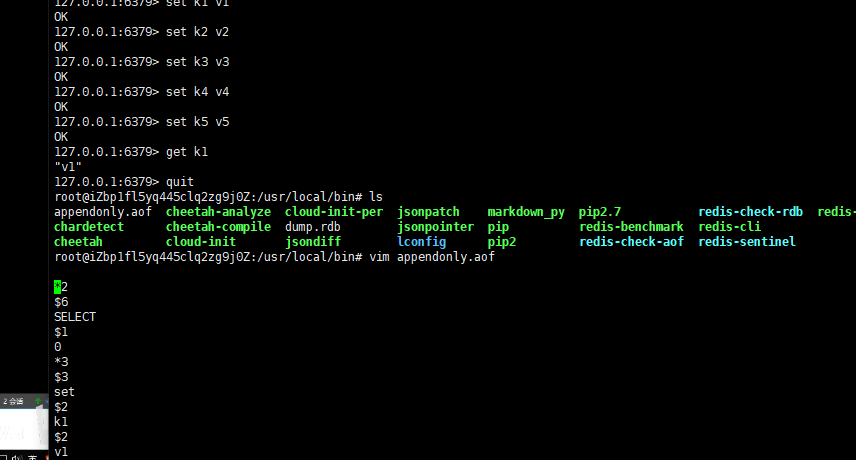 127.0.0.1:6379> set k1 v1
OK
127.0.0.1:6379> set k2 v2
OK
127.0.0.1:6379> set k3 v3
OK
127.0.0.1:6379> set k4 v4
OK
127.0.0.1:6379> set k5 v5
OK
127.0.0.1:6379> get k1
"v1"
127.0.0.1:6379> quit
root@iZbp1fl5yq445clq2zg9j0Z:/usr/local/bin# ls
appendonly.aof cheetah-analyze cloud-init-per jsonpatch markdown_py pip2.7 redis-check-rdb redis-
chardetect cheetah-compile dump.rdb jsonpointer pip redis-benchmark redis-cli
cheetah cloud-init jsondiff lconfig pip2 redis-check-aof redis-sentinel
root@iZbp1fl5yq445clq2zg9j0Z:/usr/local/bin# vim appendonly.aof
*2
$6
SELECT
$1
0
*3
$3
set
$2
k1
$2
v1
2 会话